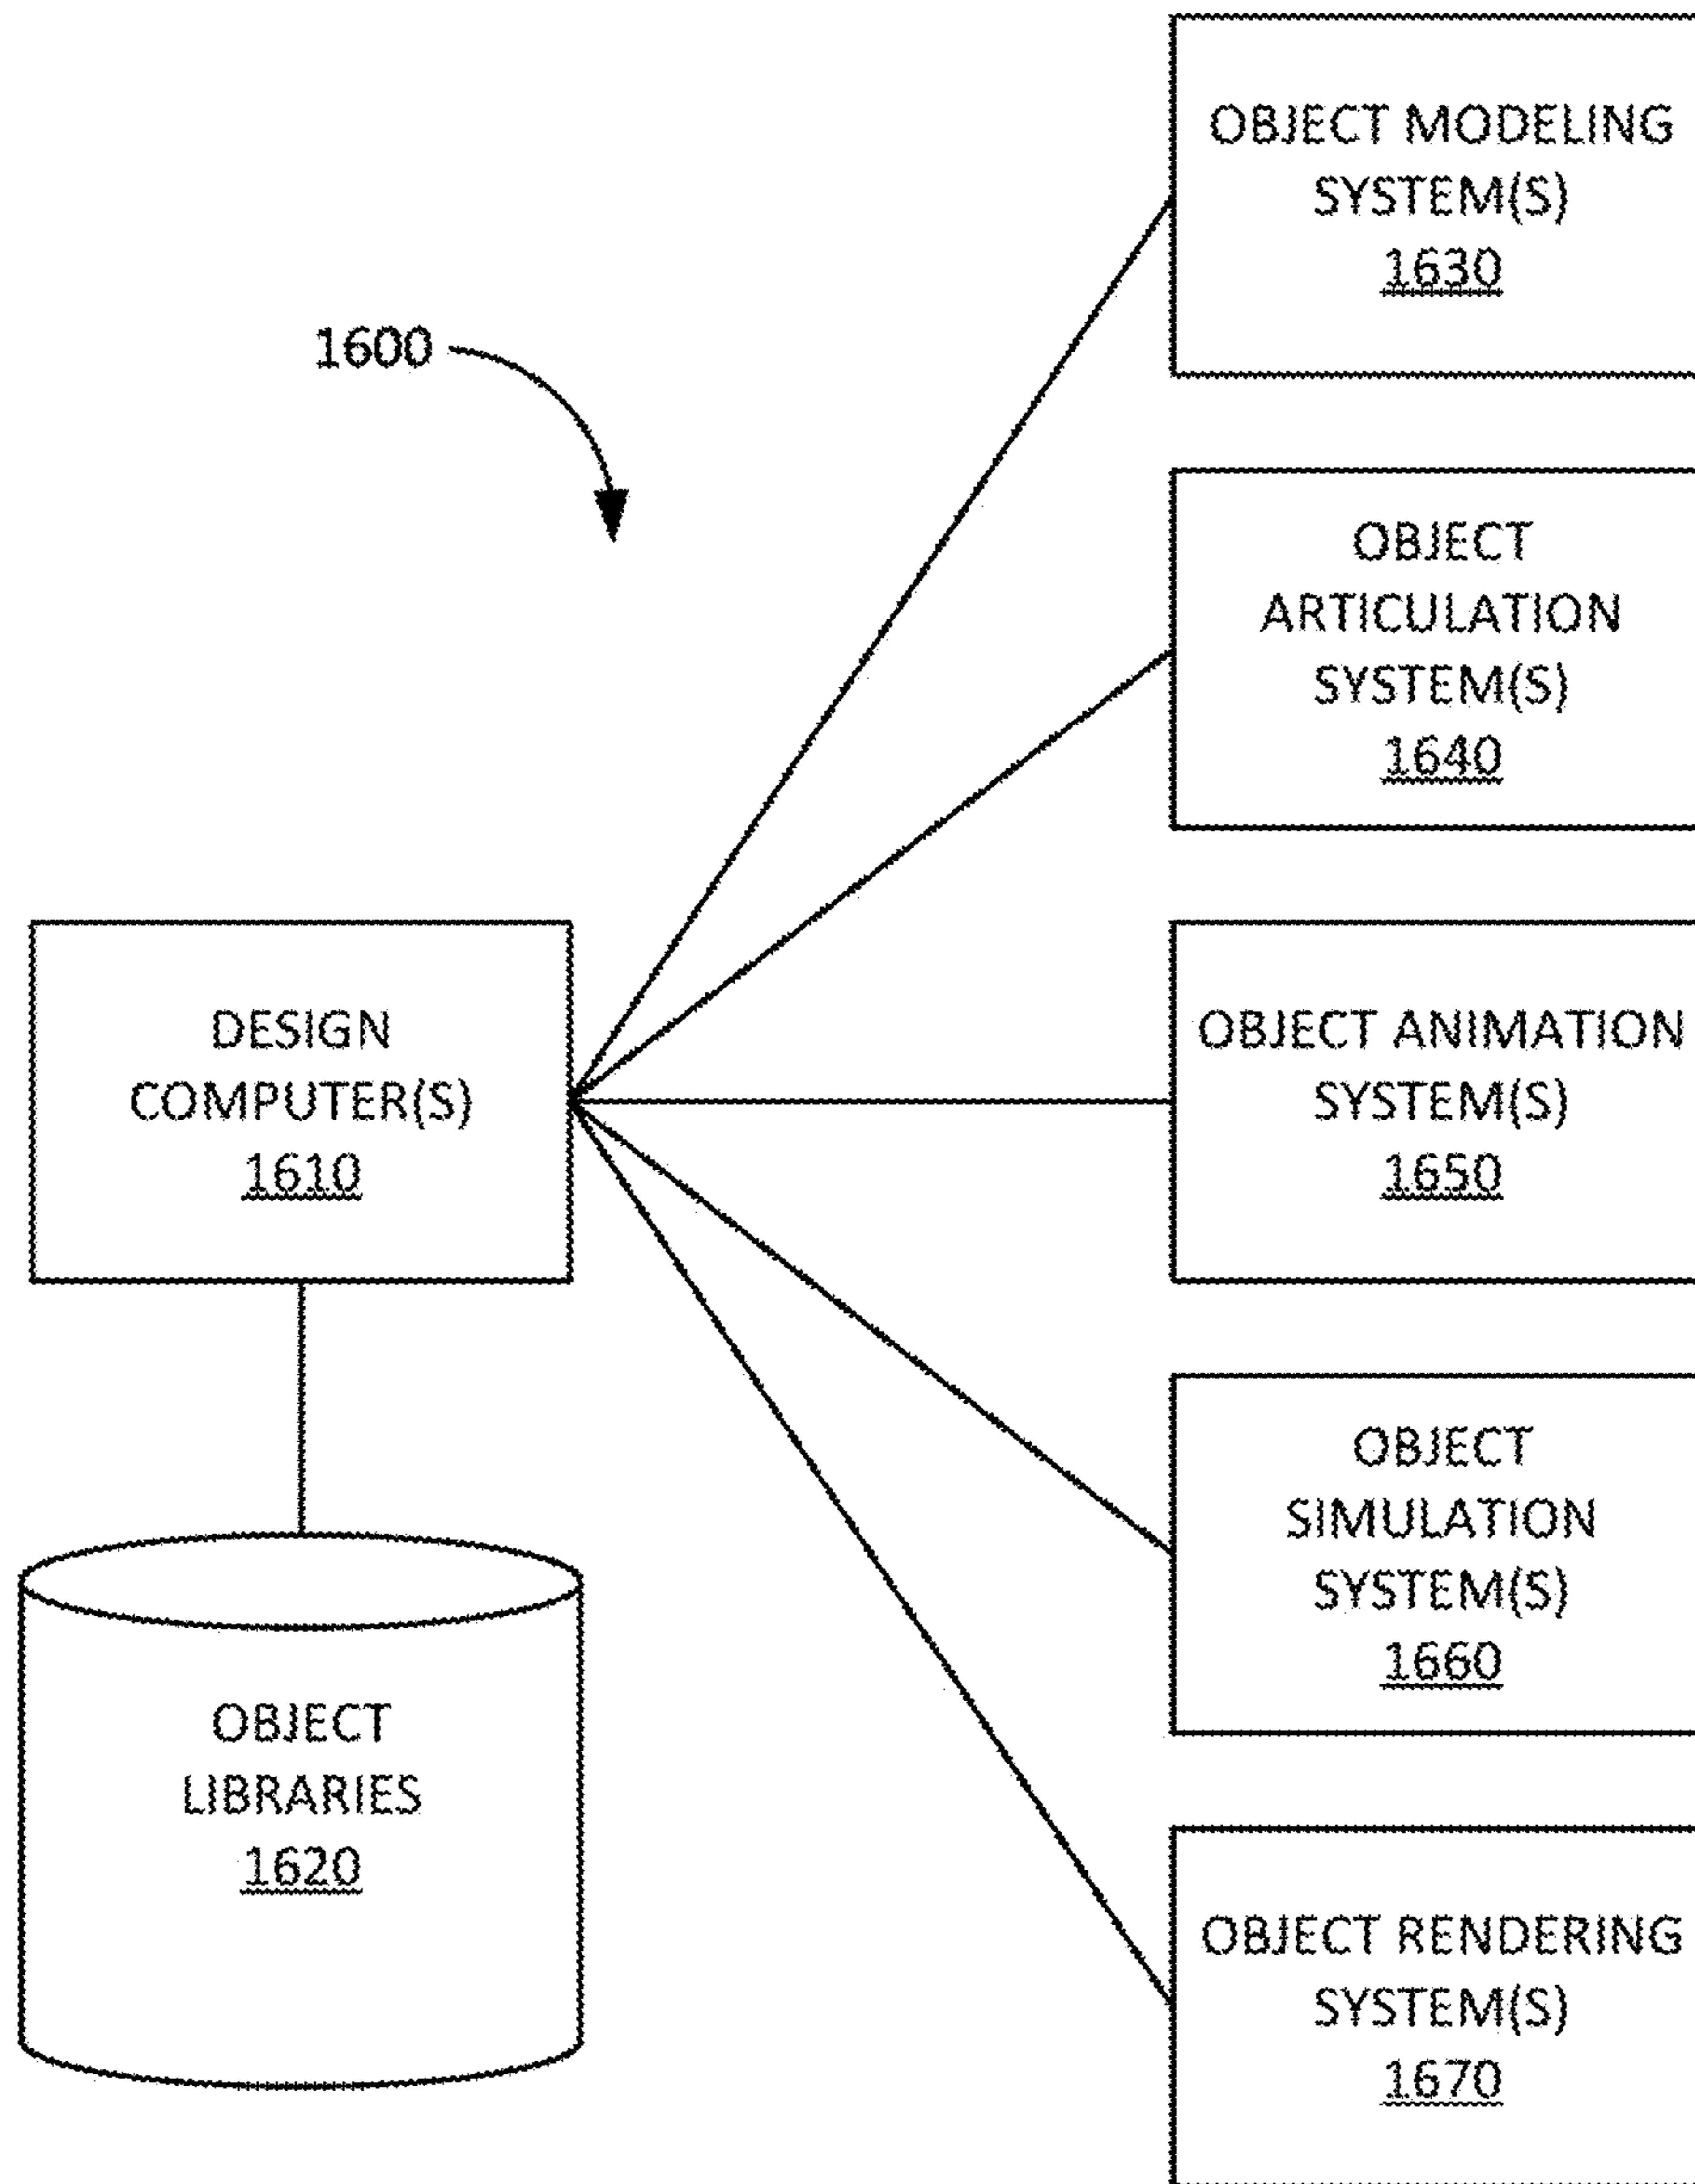 OBJECT MODELING
SYSTEM(S)
1630
1600
OBJECT
ARTICULATION
SYSTEM(S)
1640
DESIGN
COMPUTER(S)
1610
OBJECT ANIMATION
SYSTEM(S)
1650
OBJECT
SIMULATION
SYSTEM(S)
1660
OBJECT
LIBRARIES
1620
OBJECT RENDERING
SYSTEM(S)
1670